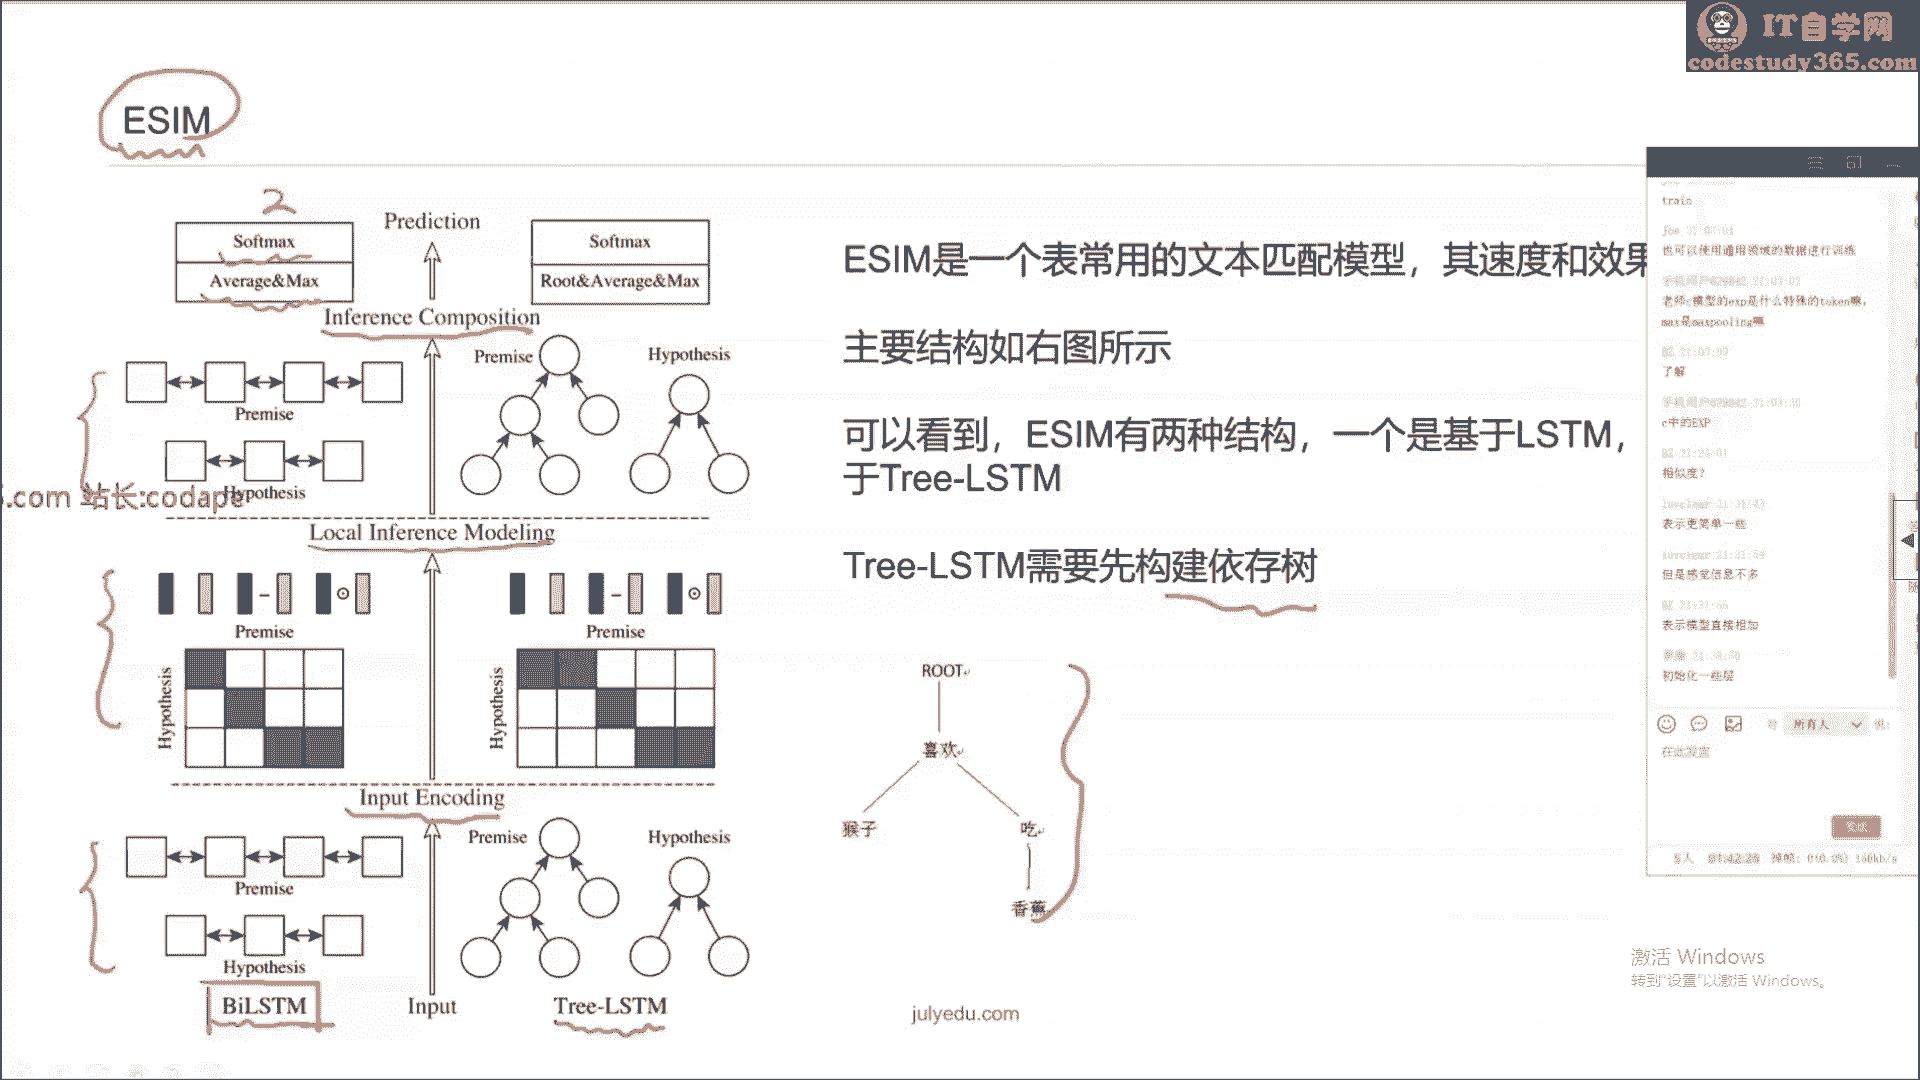 IT自学网
codestudy365.com
ESIM
2
Softmax
Average&Max
Prediction
Softmax
Root&Average&Max
Inference Composition
Premise
Hypothesis
Premise
Hypothesis
.com 站长:codape
Local Inference Modeling
Premise
Hypothesis
Premise
Hypothesis
Input Encoding
Premise
Hypothesis
Premise
Hypothesis
BiLSTM
Input
Tree-LSTM
ESIM是一个表常用的文本匹配模型，其速度和效果
主要结构如右图所示
可以看到，ESIM有两种结构，一个是基于LSTM，
于Tree-LSTM
Tree-LSTM需要先构建依存树
ROOT
喜欢
猴子
吃
香蕉
julyedu.com
train
也可以使用通用领域的数据进行训练
老师c模型的exp是什么特殊的token嘛，
max是maxpooling嘛
了解
c中的EXP
相似度?
表示更简单一些
但是感觉信息不多
表示模型直接相加
初始化一些层
对 所有人 说:
在此发言
发送
激活 Windows
转到"设置"以激活 Windows。